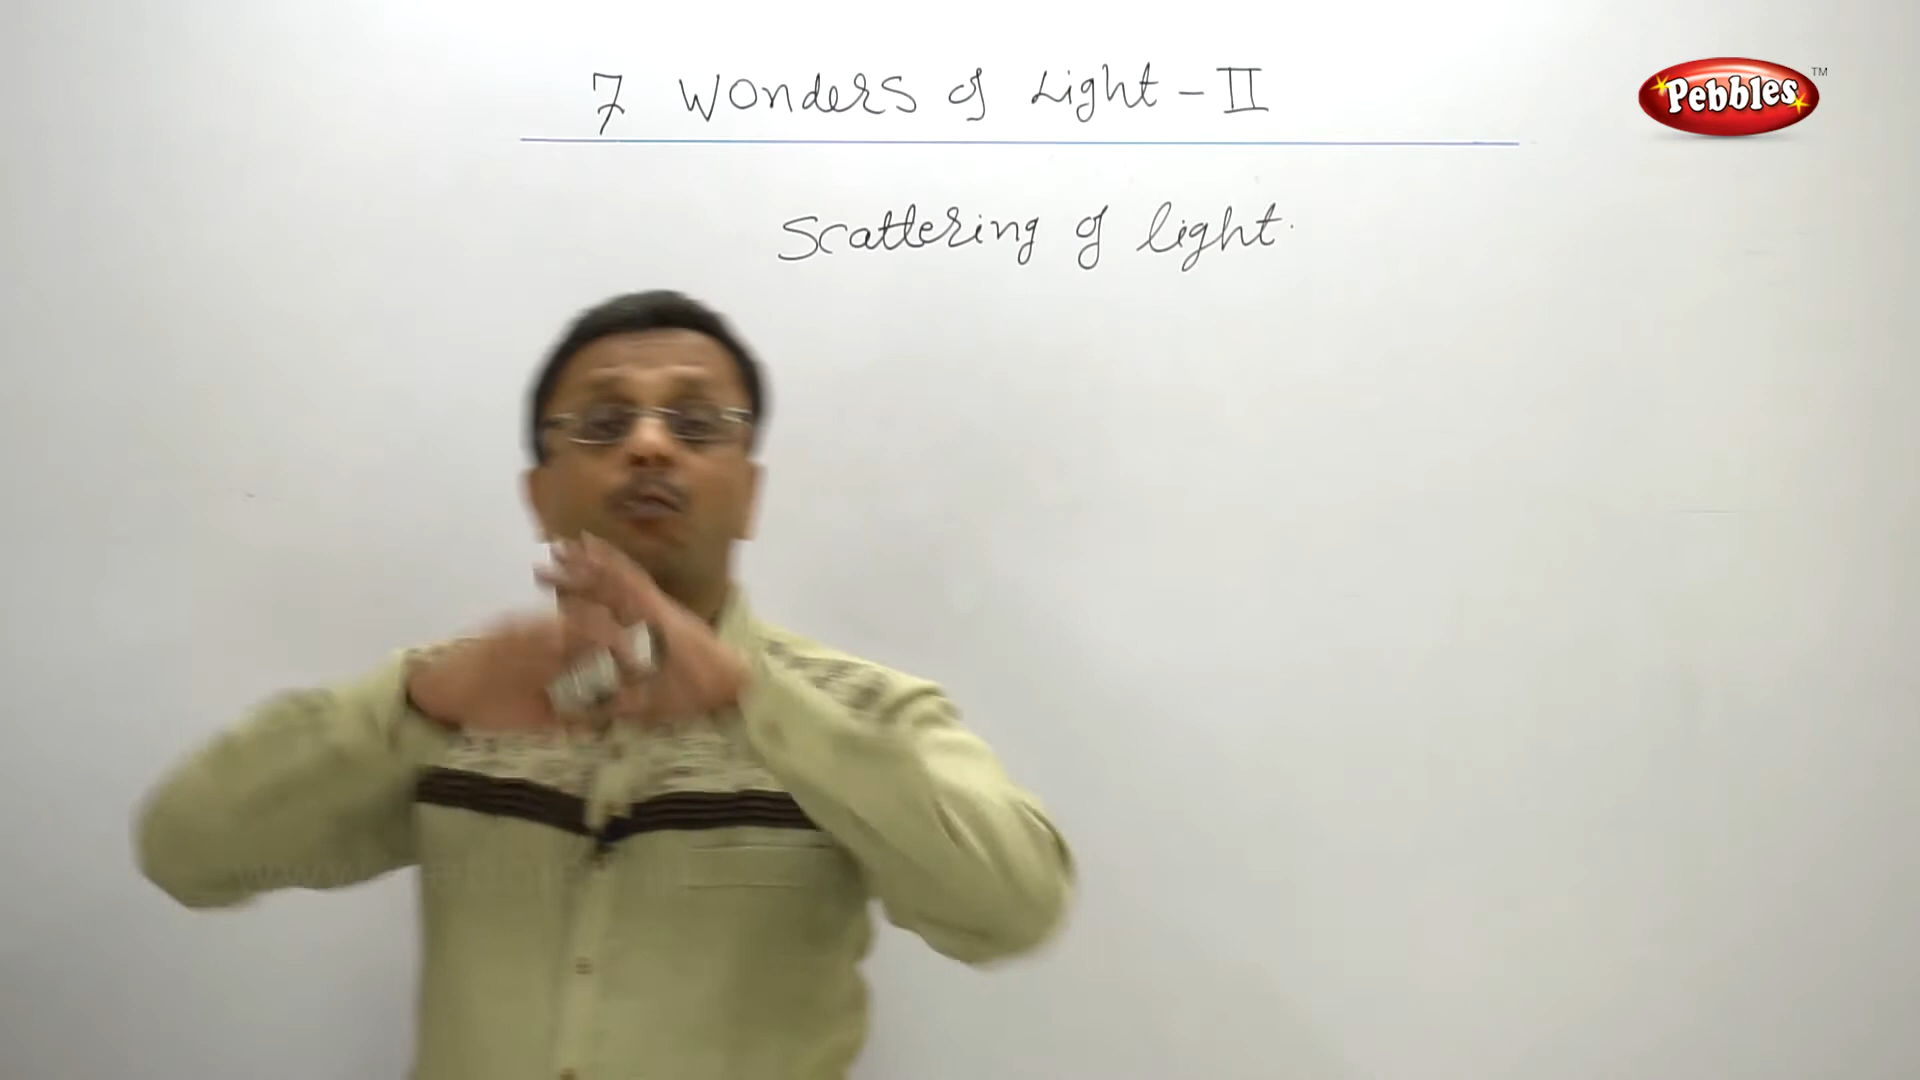 7 Wonders of Light - II
Pebbles TM
Scattering of light.